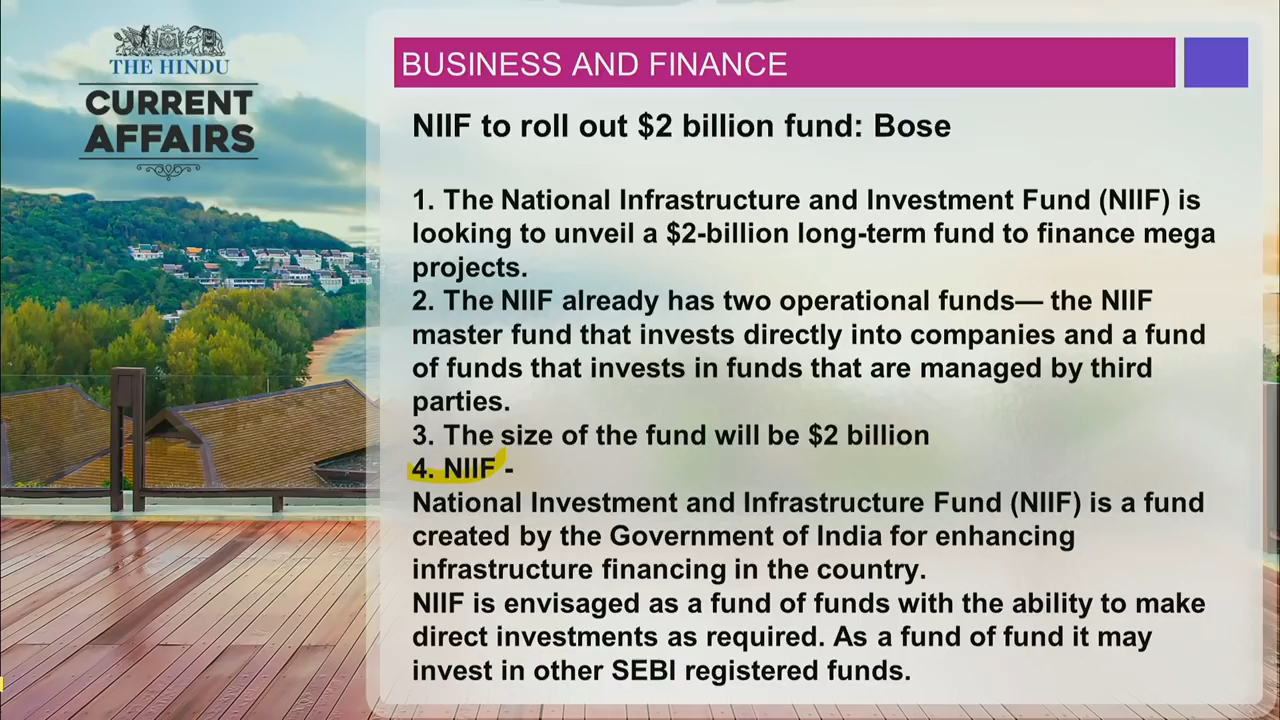 THE HINDU
CURRENT
AFFAIRS
BUSINESS AND FINANCE
NIIF to roll out $2 billion fund: Bose
1. The National Infrastructure and Investment Fund (NIIF) is
looking to unveil a $2-billion long-term fund to finance mega
projects.
2. The NIIF already has two operational funds— the NIIF
master fund that invests directly into companies and a fund
of funds that invests in funds that are managed by third
parties.
3. The size of the fund will be $2 billion
4. NIIF -
National Investment and Infrastructure Fund (NIIF) is a fund
created by the Government of India for enhancing
infrastructure financing in the country.
NIIF is envisaged as a fund of funds with the ability to make
direct investments as required. As a fund of fund it may
invest in other SEBI registered funds.